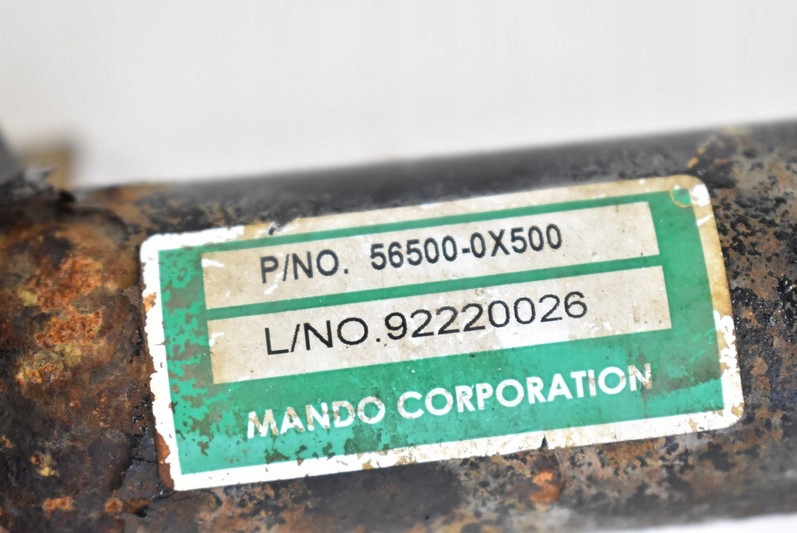 P/NO. 56500-0X500
L/NO.92220026
MANDO CORPORATION